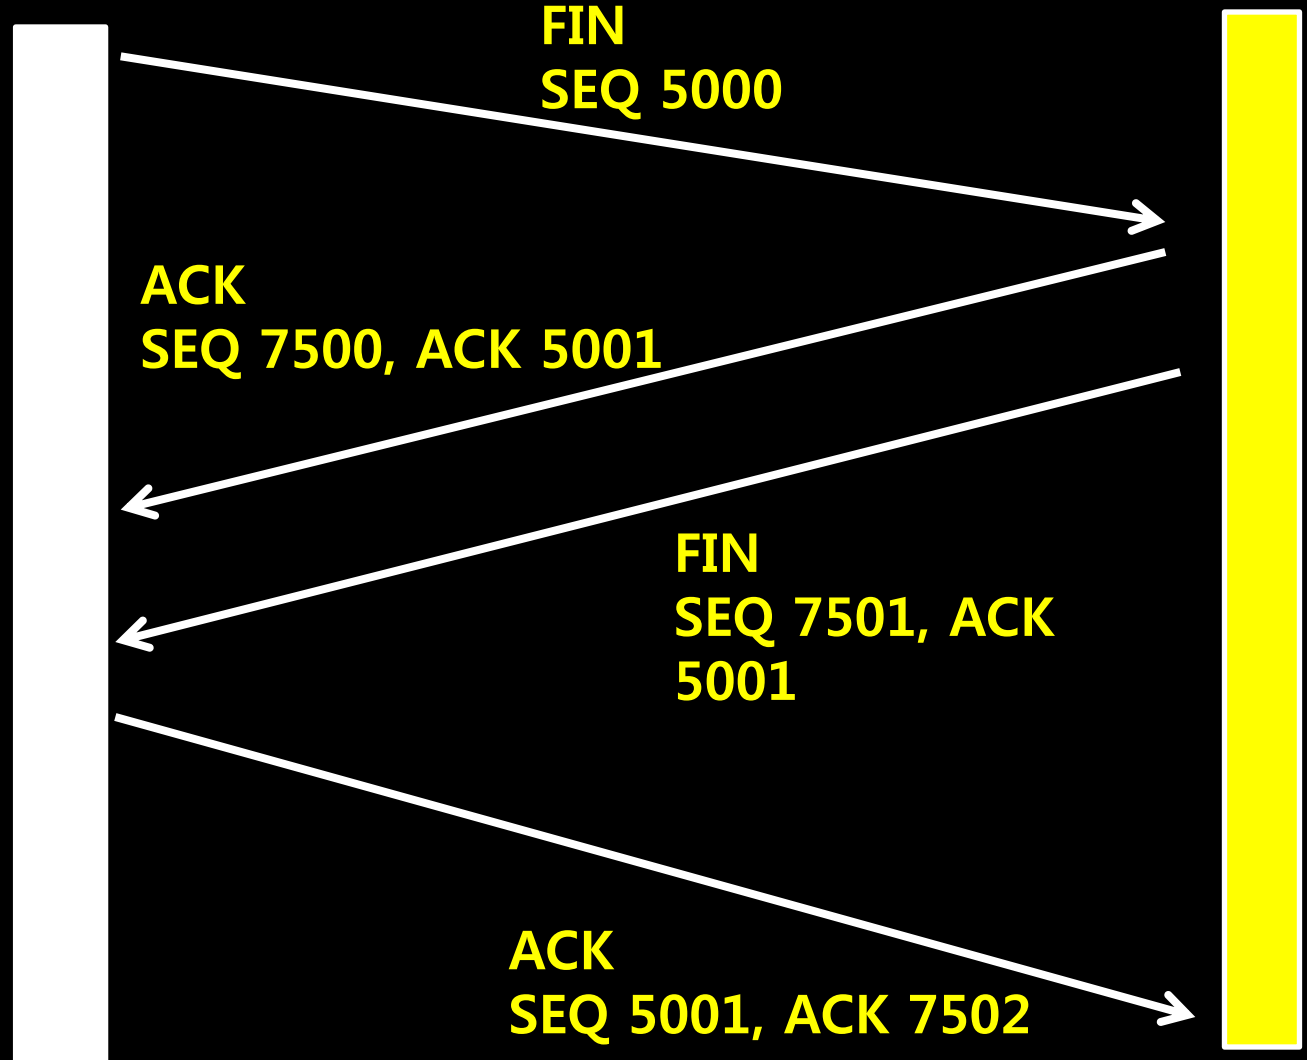 FIN
SEQ 5000
ACK
SEQ 7500, ACK 5001
FIN
SEQ 7501, ACK
5001
ACK
SEQ 5001, ACK 7502